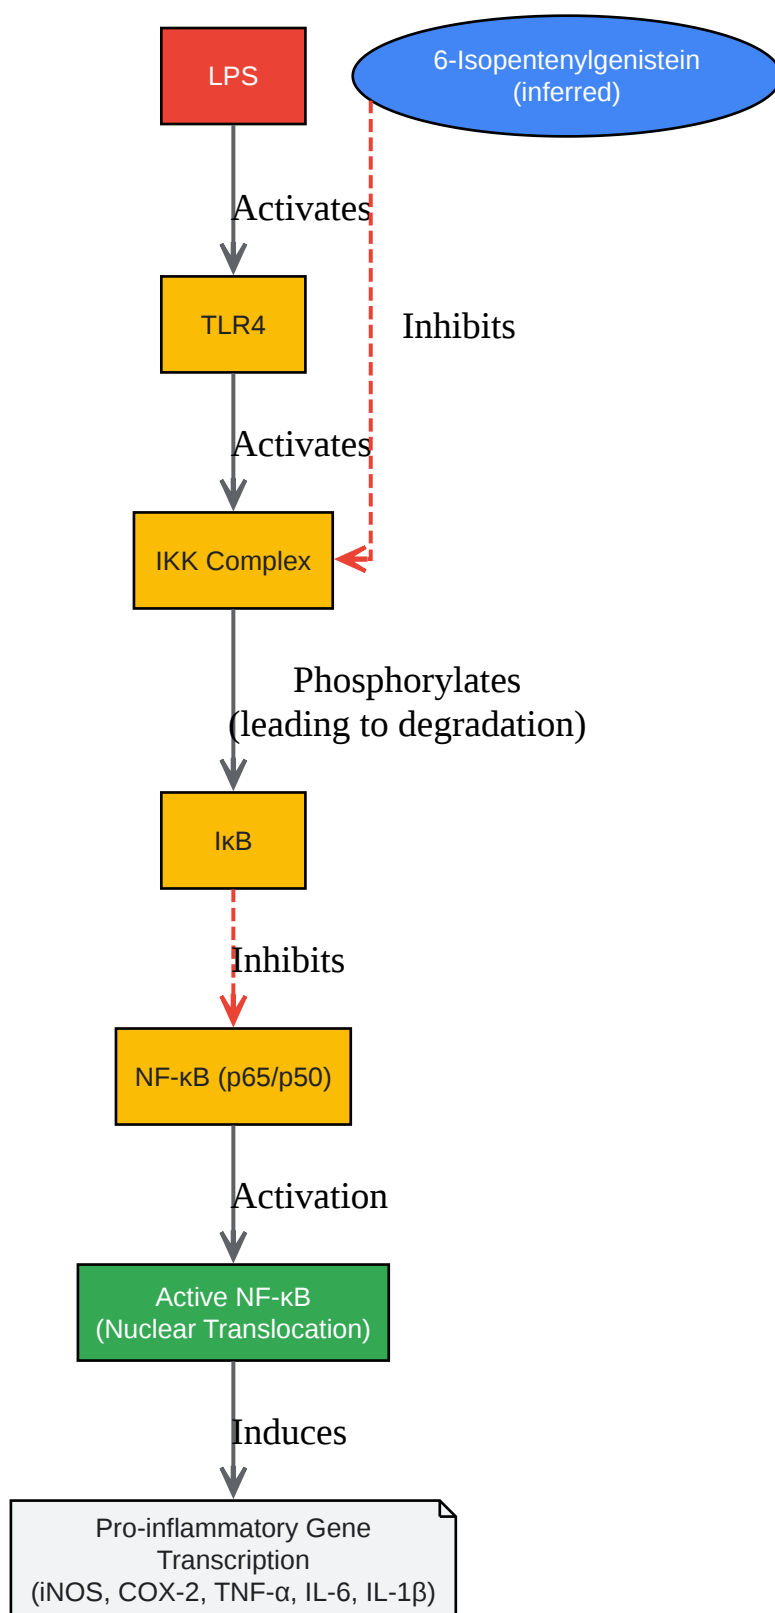 LPS
6-Isopentenylgenistein
(inferred)
Activates
TLR4
Inhibits
Activates
IKK Complex
Phosphorylates
(leading to degradation)
IκB
Inhibits
NF-κB (p65/p50)
Activation
Active NF-κB
(Nuclear Translocation)
Induces
Pro-inflammatory Gene
Transcription
(iNOS, COX-2, TNF-α, IL-6, IL-1β)